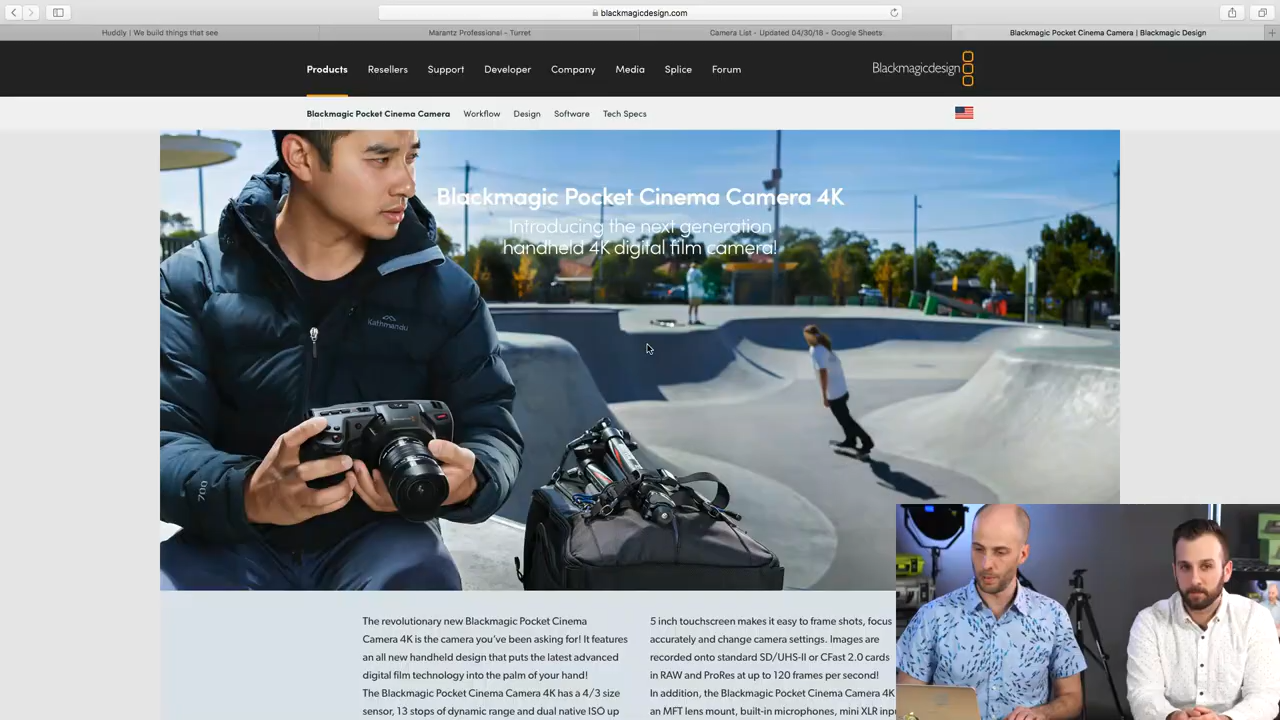 blackmagicdesign.com
Huddly | We build things that see
Marantz Professional - Turret
Camera List - Updated 04/30/18 - Google Sheets
Blackmagic Pocket Cinema Camera | Blackmagic Design
Products
Resellers
Support
Developer
Company
Media
Splice
Forum
Blackmagicdesign
Blackmagic Pocket Cinema Camera
Workflow
Design
Software
Tech Specs
Blackmagic Pocket Cinema Camera 4K
Introducing the next generation
handheld 4K digital film camera!
Kathmandu
700
The revolutionary new Blackmagic Pocket Cinema
Camera 4K is the camera you've been asking for! It features
an all new handheld design that puts the latest advanced
digital film technology into the palm of your hand!
The Blackmagic Pocket Cinema Camera 4K has a 4/3 size
sensor, 13 stops of dynamic range and dual native ISO up
5 inch touchscreen makes it easy to frame shots, focus
accurately and change camera settings. Images are
recorded onto standard SD/UHS-II or CFast 2.0 cards
in RAW and ProRes at up to 120 frames per second!
In addition, the Blackmagic Pocket Cinema Camera 4K
an MFT lens mount, built-in microphones, mini XLR